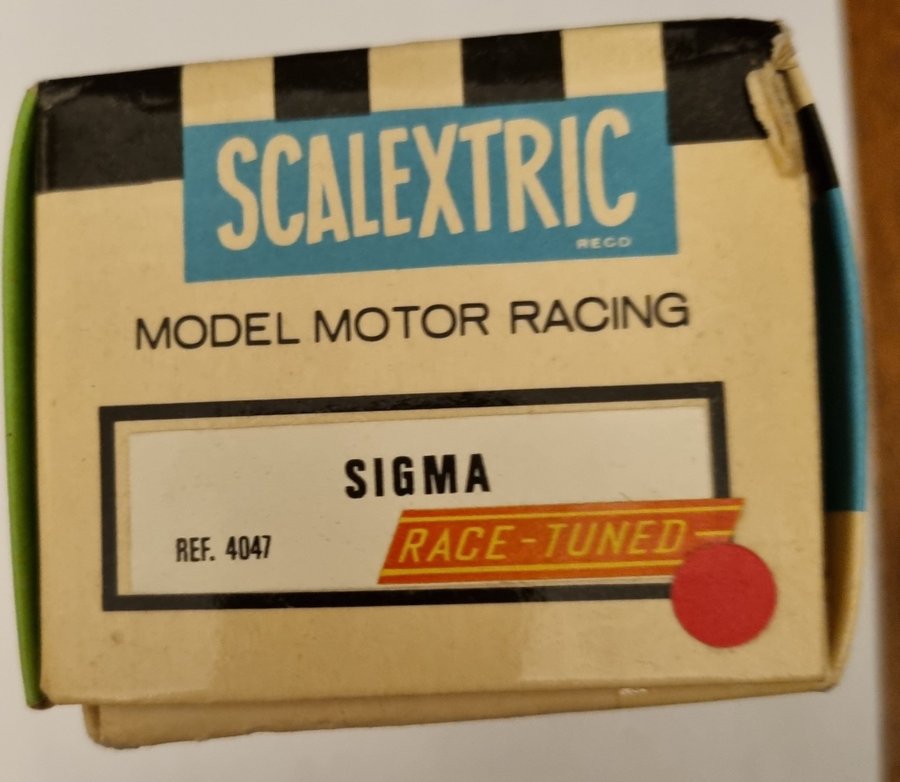 SCALEXTRIC
REGD
MODEL MOTOR RACING
SIGMA
REF. 4047
RACE-TUNED